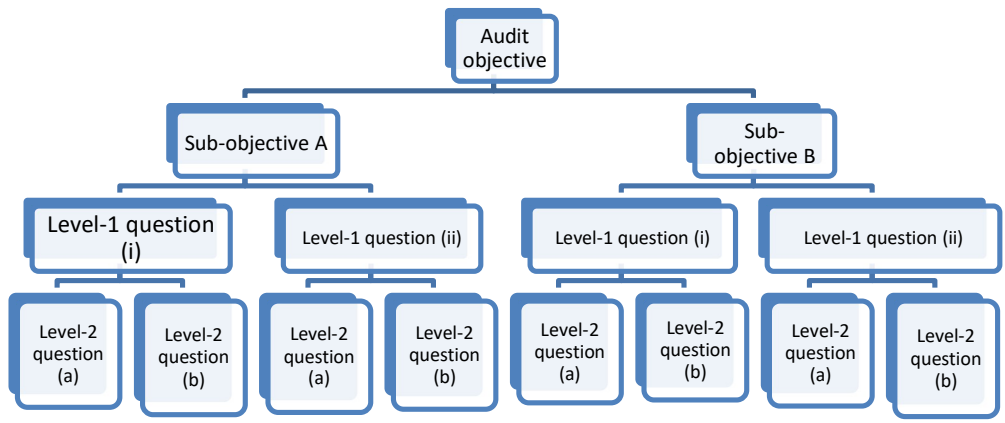 Audit
objective
Sub-objective A
Sub-
objective B
Level-1 question
(i)
Level-1 question (ii)
Level-1 question (i)
Level-1 question (ii)
Level-2
question
(a)
Level-2
question
(b)
Level-2
question
(a)
Level-2
question
(b)
Level-2
question
(a)
Level-2
question
(b)
Level-2
question
(a)
Level-2
question
(b)